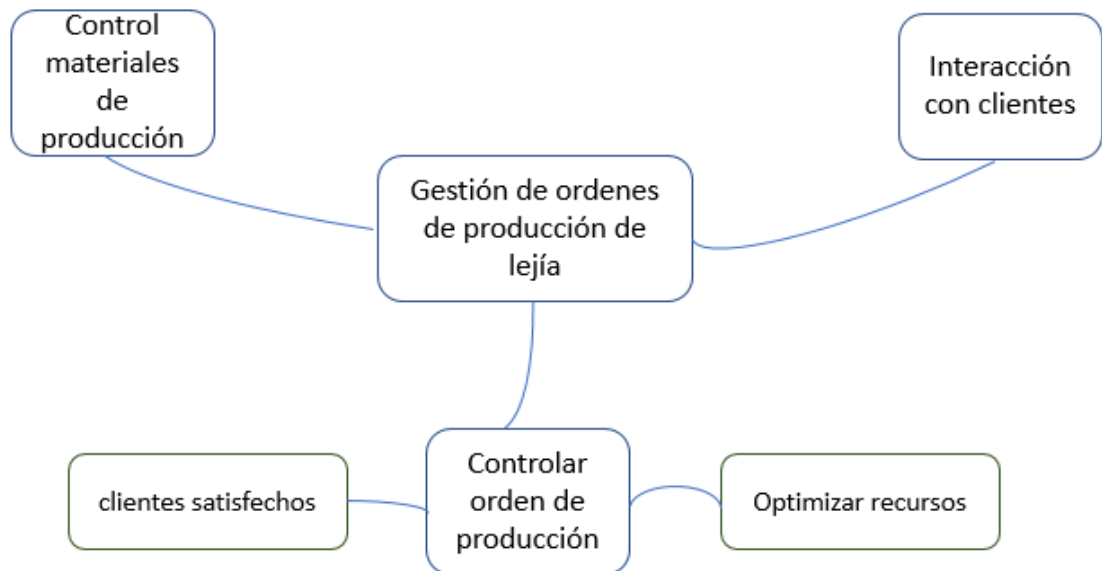 Control
materiales
de
producción
Interacción
con clientes
Gestión de ordenes
de producción de
lejía
clientes satisfechos
Controlar
orden de
producción
Optimizar recursos